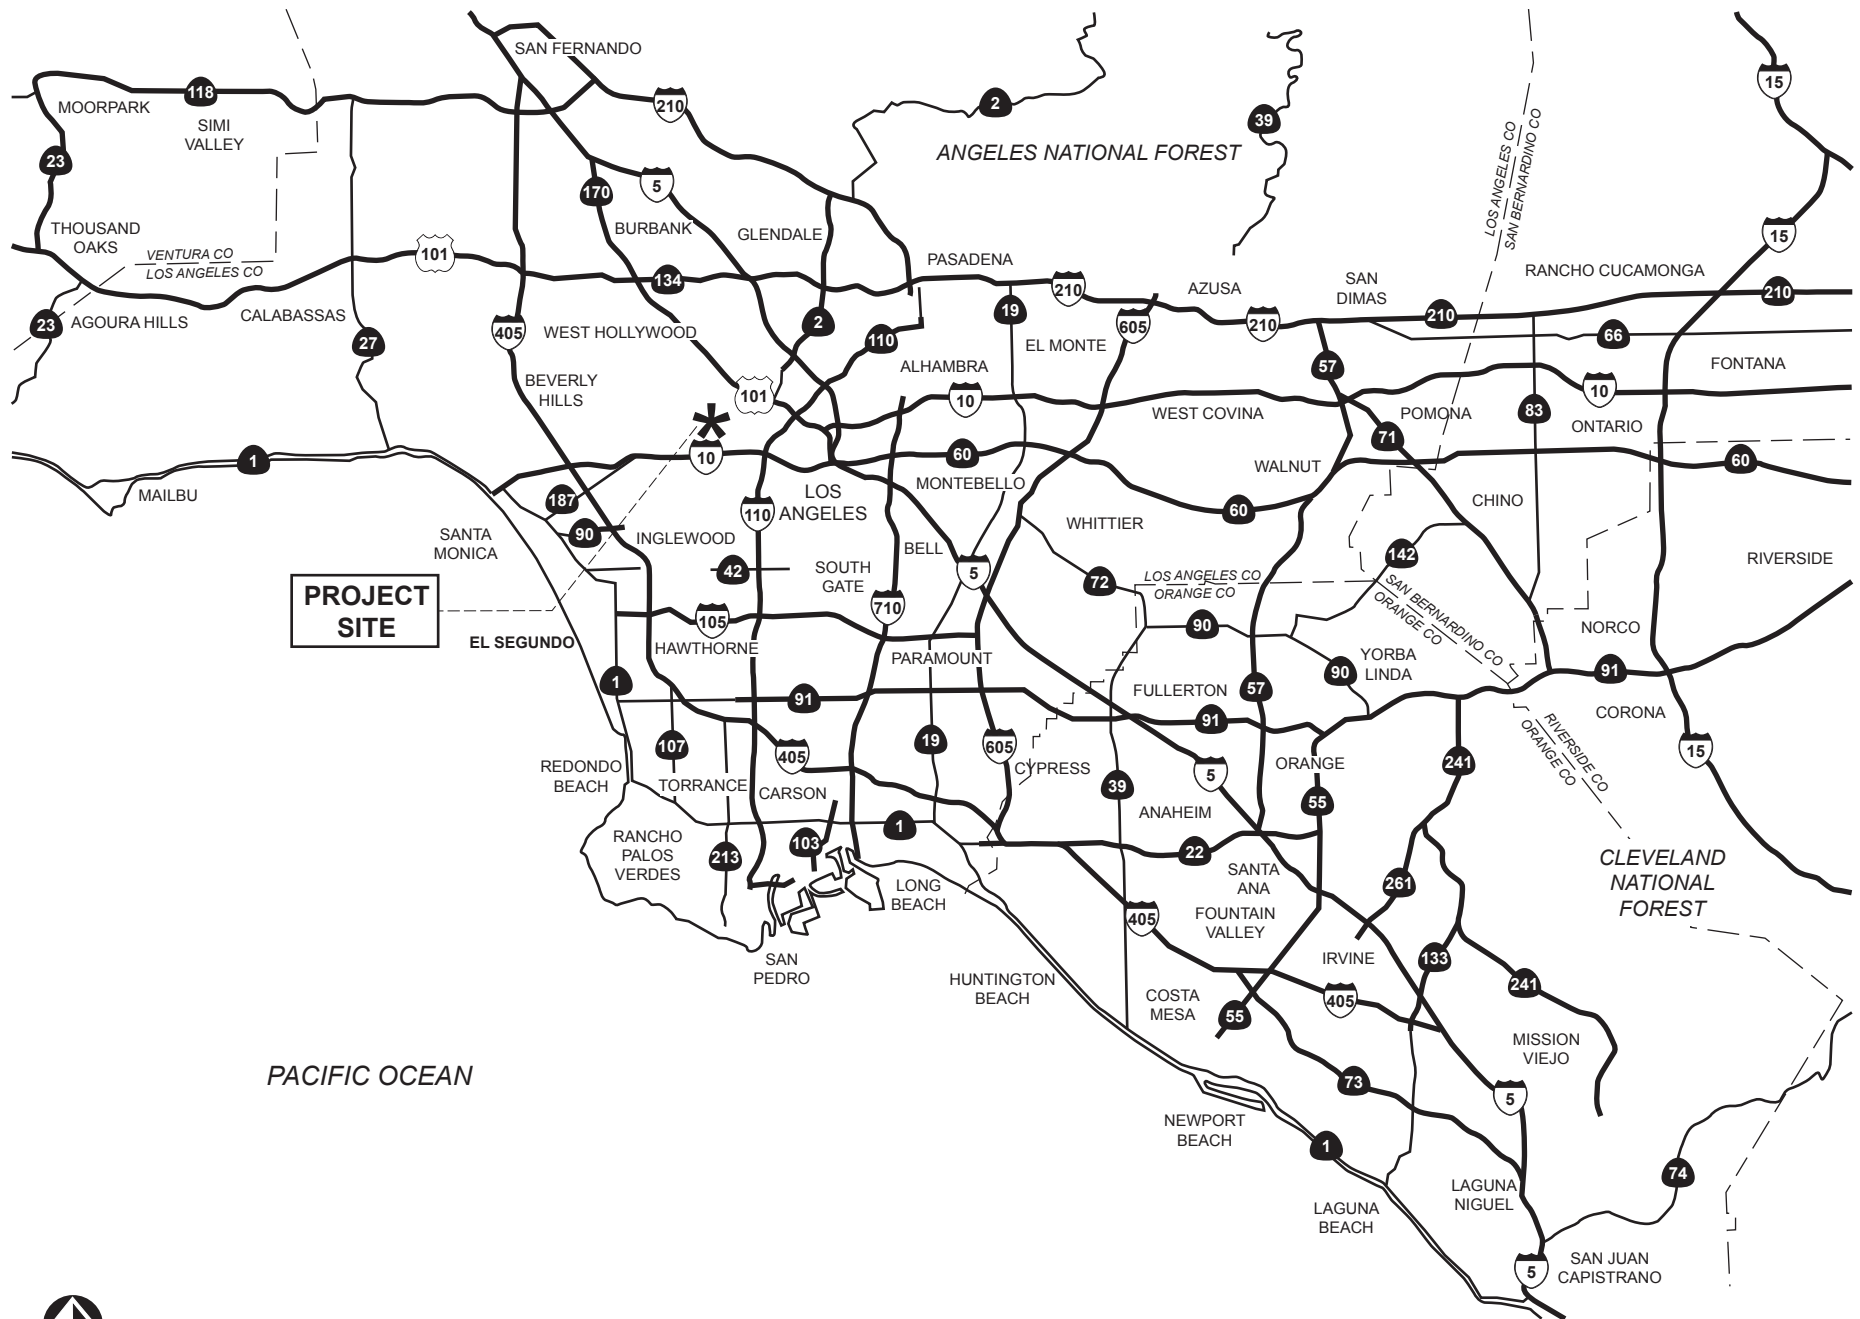 SAN FERNANDO
MOORPARK
118
SIMI
VALLEY
210
2
39
15
LOS ANGELES CO
SAN BERNARDINO CO
ANGELES NATIONAL FOREST
23
170
5
THOUSAND
OAKS
BURBANK
GLENDALE
15
VENTURA CO
LOS ANGELES CO
101
134
PASADENA
210
AZUSA
SAN
DIMAS
RANCHO CUCAMONGA
210
23
AGOURA HILLS
CALABASSAS
27
405
WEST HOLLYWOOD
2
110
19
EL MONTE
605
210
210
66
BEVERLY
HILLS
ALHAMBRA
57
FONTANA
101
10
WEST COVINA
POMONA
83
10
ONTARIO
71
1
MAILBU
10
60
MONTEBELLO
WALNUT
60
187
LOS
ANGELES
110
60
CHINO
SANTA
MONICA
90
INGLEWOOD
BELL
WHITTIER
142
RIVERSIDE
42
SOUTH
GATE
5
72
LOS ANGELES CO
ORANGE CO
SAN BERNARDINO CO
ORANGE CO
PROJECT
SITE
710
105
EL SEGUNDO
HAWTHORNE
PARAMOUNT
90
NORCO
YORBA
LINDA
90
91
1
91
FULLERTON
57
91
CORONA
RIVERSIDE CO
ORANGE CO
107
405
19
605
15
REDONDO
BEACH
TORRANCE
CARSON
CYPRESS
39
5
ORANGE
241
55
ANAHEIM
1
RANCHO
PALOS
VERDES
213
103
22
CLEVELAND
NATIONAL
FOREST
LONG
BEACH
SANTA
ANA
261
405
FOUNTAIN
VALLEY
SAN
PEDRO
IRVINE
133
HUNTINGTON
BEACH
COSTA
MESA
55
405
241
MISSION
VIEJO
PACIFIC OCEAN
73
5
NEWPORT
BEACH
1
74
LAGUNA
BEACH
LAGUNA
NIGUEL
5
SAN JUAN
CAPISTRANO